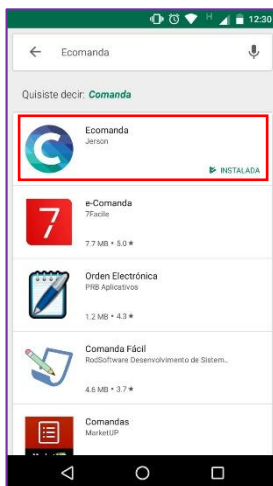 H 12:30
Ecomanda
Quisiste decir: Comanda
Ecomanda
Jerson
INSTALADA
7
e-Comanda
7Facile
7.7 MB • 5.0 ★
Orden Electrónica
PRB Aplicativos
1.2 MB • 4.3 ★
Comanda Fácil
RodSoftware Desenvolvimento de Sistem..
4.6 MB • 3.7 ★
Comandas
MarketUP